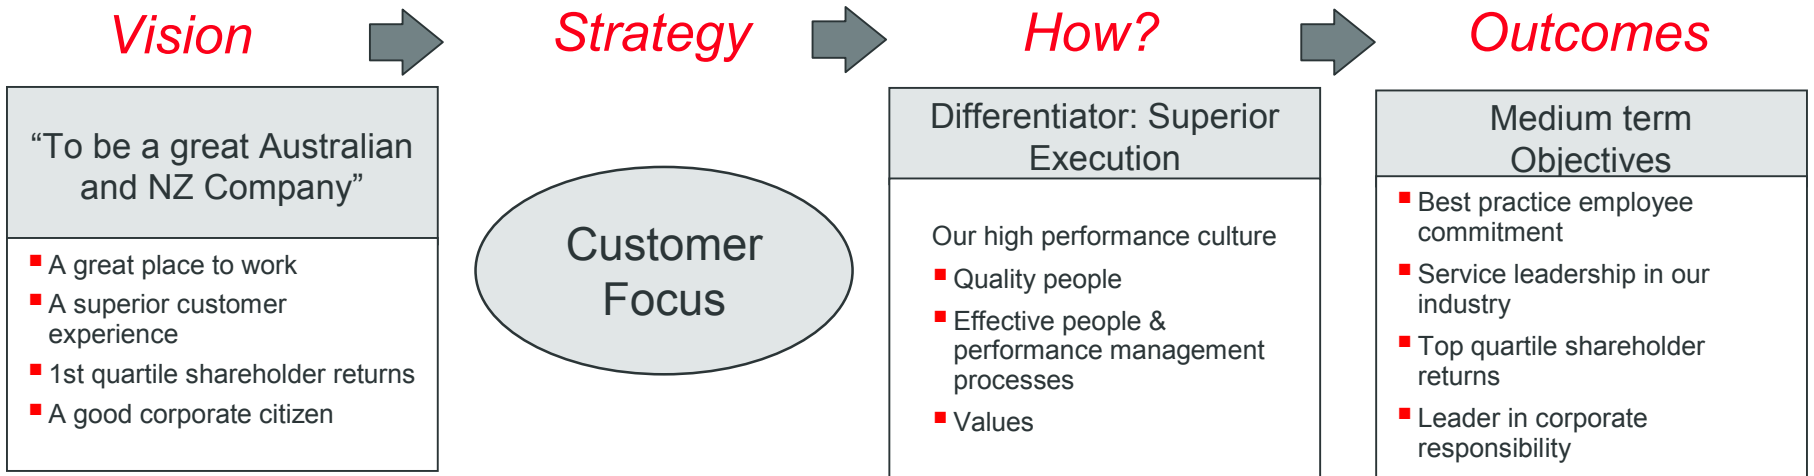 Vision
Strategy
How?
Outcomes
“To be a great Australian
and NZ Company”
A great place to work
A superior customer
experience
1st quartile shareholder returns
A good corporate citizen
Customer
Focus
Differentiator: Superior
Execution
Our high performance culture
Quality people
Effective people &
performance management
processes
Values
Medium term
Objectives
Best practice employee
commitment
Service leadership in our
industry
Top quartile shareholder
returns
Leader in corporate
responsibility